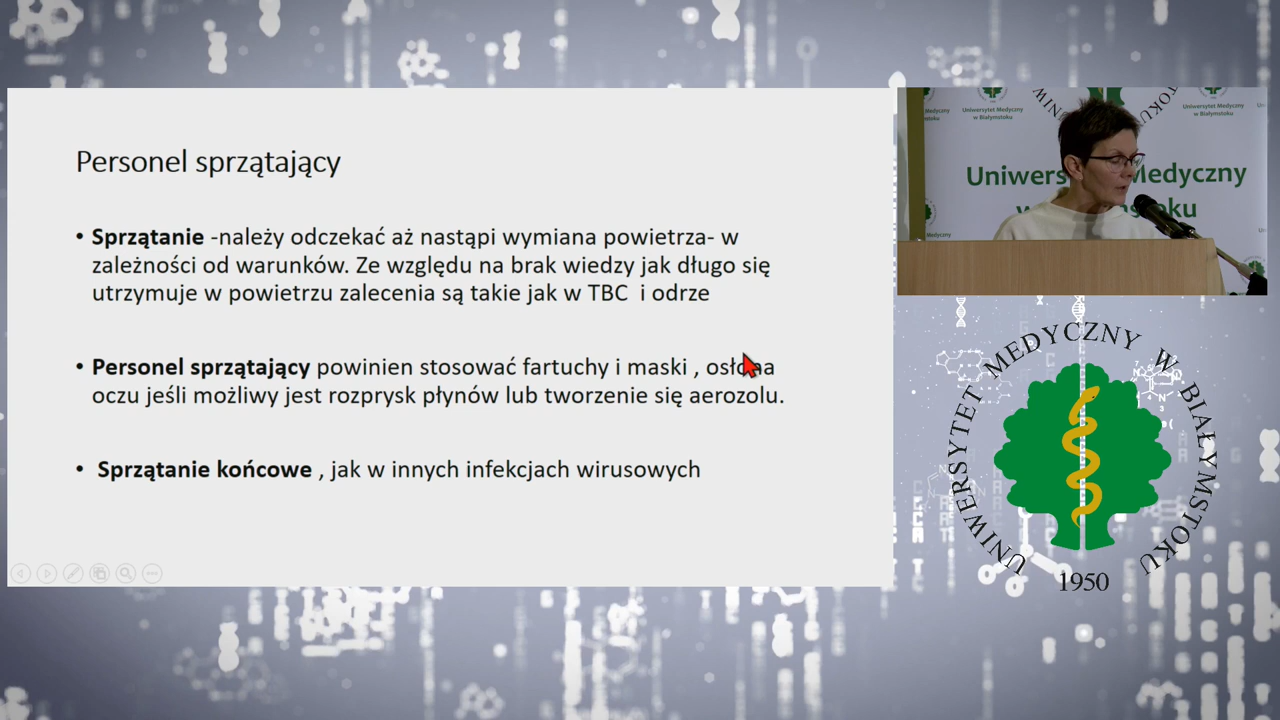 Personel sprzątający
• Sprzątanie -należy odczekać aż nastąpi wymiana powietrza- w
zależności od warunków. Ze względu na brak wiedzy jak długo się
utrzymuje w powietrzu zalecenia są takie jak w TBC i odrze
• Personel sprzątający powinien stosować fartuchy i maski , osłona
oczu jeśli możliwy jest rozprysk płynów lub tworzenie się aerozolu.
• Sprzątanie końcowe , jak w innych infekcjach wirusowych
Uniwersytet Medyczny
w Białymstoku
Uniwersytet Medyczny
w Białymstoku
Medyczny
UNIWERSYTET MEDYCZNY W BIAŁYMSTOKU
1950